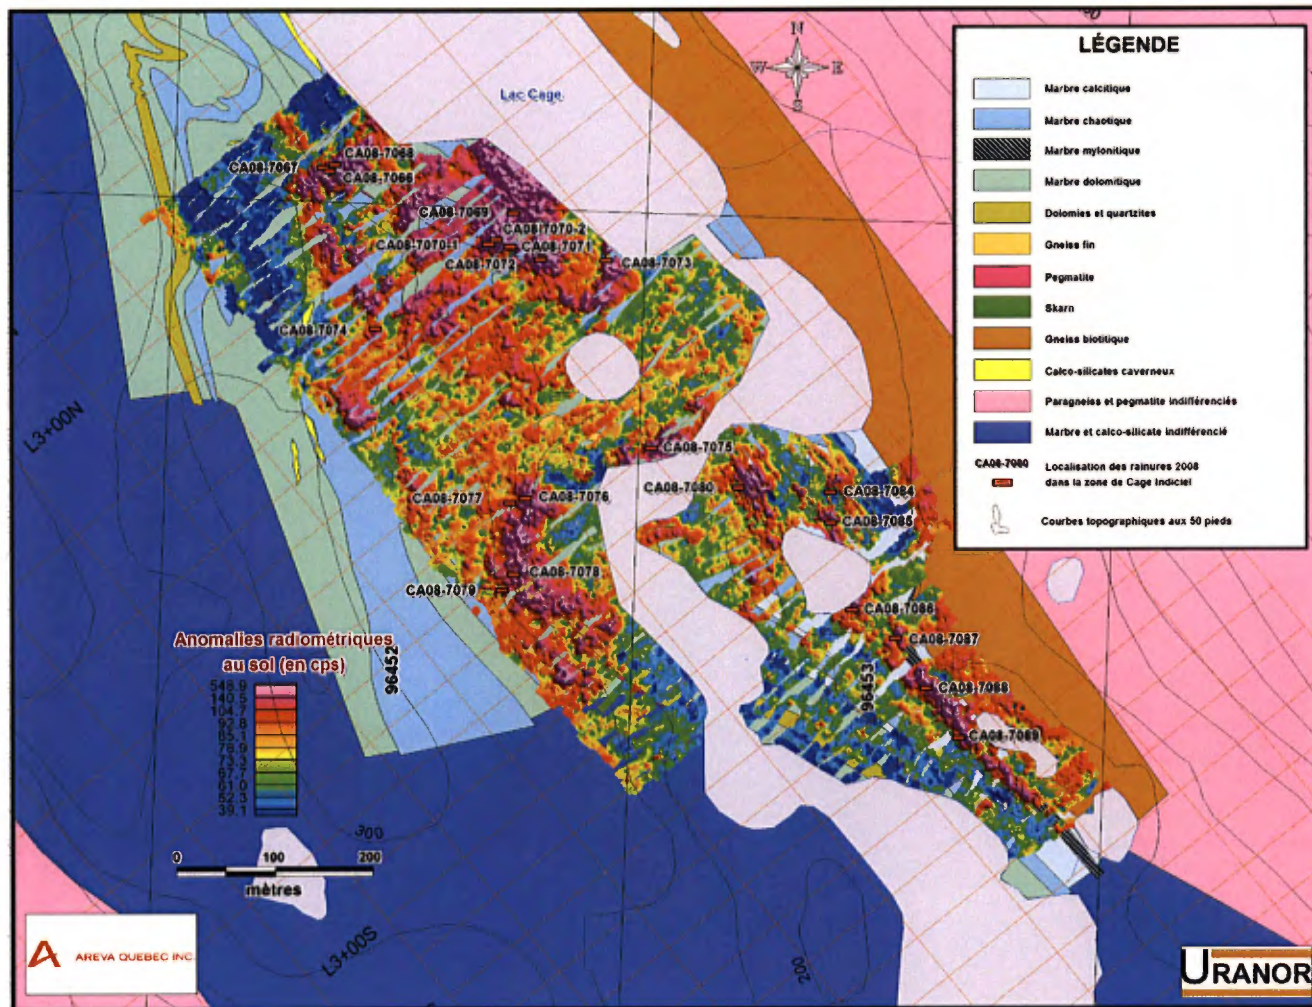 LÉGENDE
Marbre calcitique
Marbre chaotique
Marbre mylonitique
Marbre dolomitique
Dolomies et quartzites
Gneiss fin
Pegmatite
Skarn
Gneiss biotitique
Calco-silicates caverneux
Paragneiss et pegmatite indifférenciés
Marbre et calco-silicate indifférencié
CA08-7080 Localisation des rainures 2008
dans la zone de Cage Indiciel
Courbes topographiques aux 50 pieds
N
W E
S
Lac Cage
CA08-7068
CA08-7067
CA08-7066
CA08-7069
CA08-7070-2
CA08-7070-1
CA08-7071
CA08-7072
CA08-7073
CA08-7074
CA08-7075
CA08-7076
CA08-7077
CA08-7078
CA08-7079
CA08-7080
CA08-7084
CA08-7085
CA08-7086
CA08-7087
CA08-7088
CA08-7089
L3+00N
96452
96453
Anomalies radiométriques
au sol (en cps)
548.9
140.5
104.7
92.8
85.1
78.9
73.3
67.7
61.0
52.3
39.1
300
0 100 200
mètres
L3+00S
200
AREVA QUEBEC INC.
URANOR